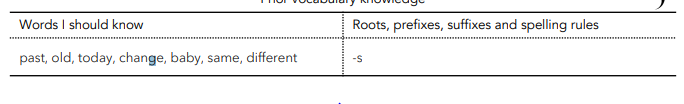 Prior vocabulary knowledge
Words I should know
Roots, prefixes, suffixes and spelling rules
past, old, today, change, baby, same, different
-s